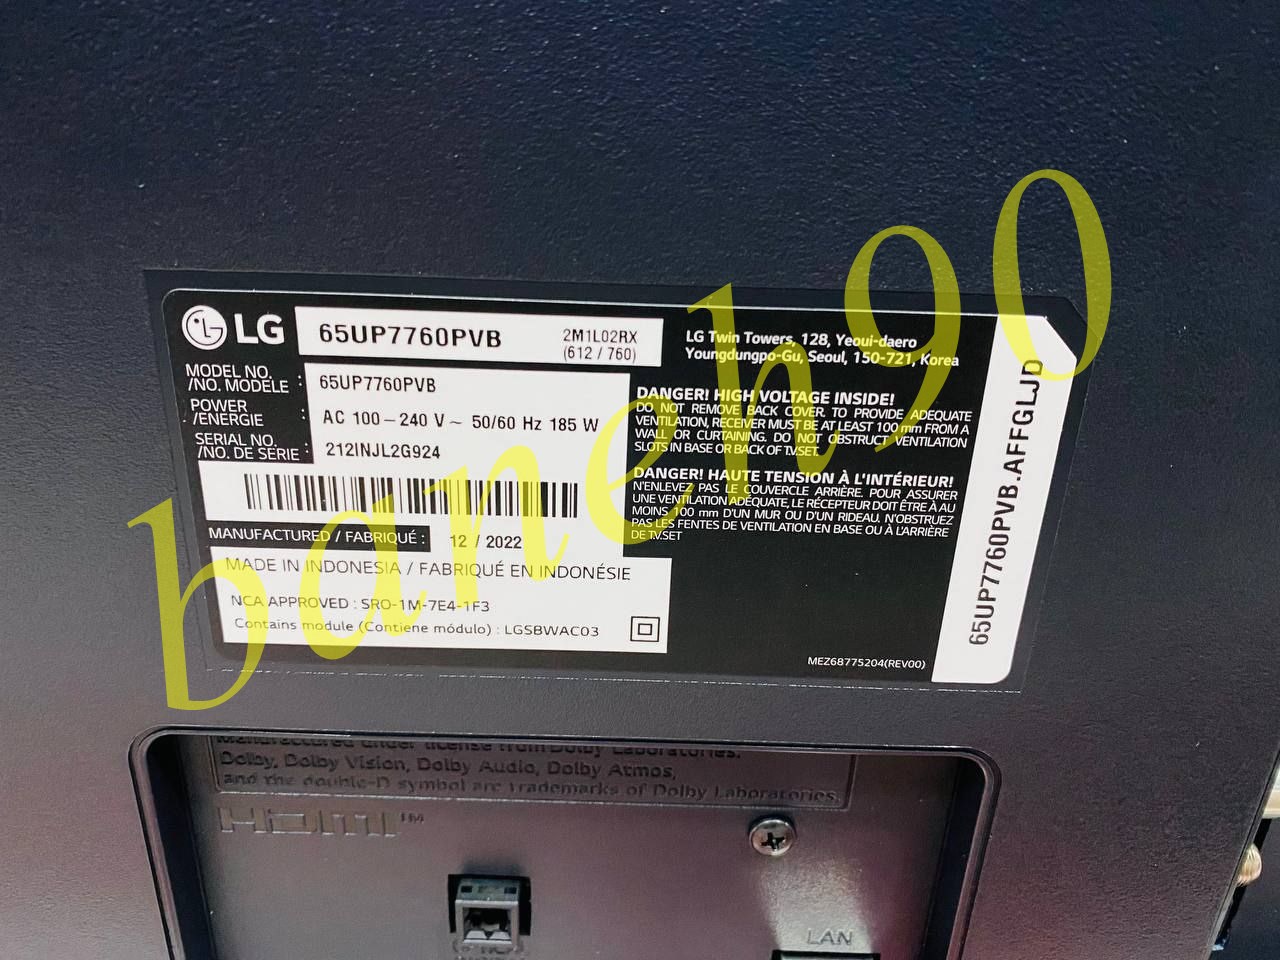 LG
65UP7760PVB
2M1L02RX
(612 / 760)
MODEL NO.
/NO. MODÈLE :
65UP7760PVB
POWER
/ÉNERGIE :
AC 100 – 240 V ~ 50/60 Hz 185 W
SERIAL NO.
/NO. DE SÉRIE :
212INJL2G924
MANUFACTURED / FABRIQUÉ : 12 / 2022
MADE IN INDONESIA / FABRIQUÉ EN INDONÉSIE
NCA APPROVED : SRO-1M-7E4-1F3
Contains module (Contiene módulo) : LGSBWAC03
LG Twin Towers, 128, Yeoui-daero
Youngdungpo-Gu, Seoul, 150-721, Korea
DANGER! HIGH VOLTAGE INSIDE!
DO NOT REMOVE BACK COVER. TO PROVIDE ADEQUATE
VENTILATION, RECEIVER MUST BE AT LEAST 100 mm FROM A
WALL OR CURTAINING. DO NOT OBSTRUCT VENTILATION
SLOTS IN BASE OR BACK OF T.V.SET.
DANGER! HAUTE TENSION À L'INTÉRIEUR!
N'ENLEVEZ PAS LE COUVERCLE ARRIÈRE. POUR ASSURER
UNE VENTILATION ADÉQUATE, LE RÉCEPTEUR DOIT ÊTRE À AU
MOINS 100 mm D'UN MUR OU D'UN RIDEAU. N'OBSTRUEZ
PAS LES FENTES DE VENTILATION EN BASE OU À L'ARRIÈRE
DE T.V.SET
MEZ68775204(REV00)
65UP7760PVB.AFFGLJD
baneh90
Manufactured under license from Dolby Laboratories.
Dolby, Dolby Vision, Dolby Audio, Dolby Atmos,
and the double-D symbol are trademarks of Dolby Laboratories.
HDMI™
LAN